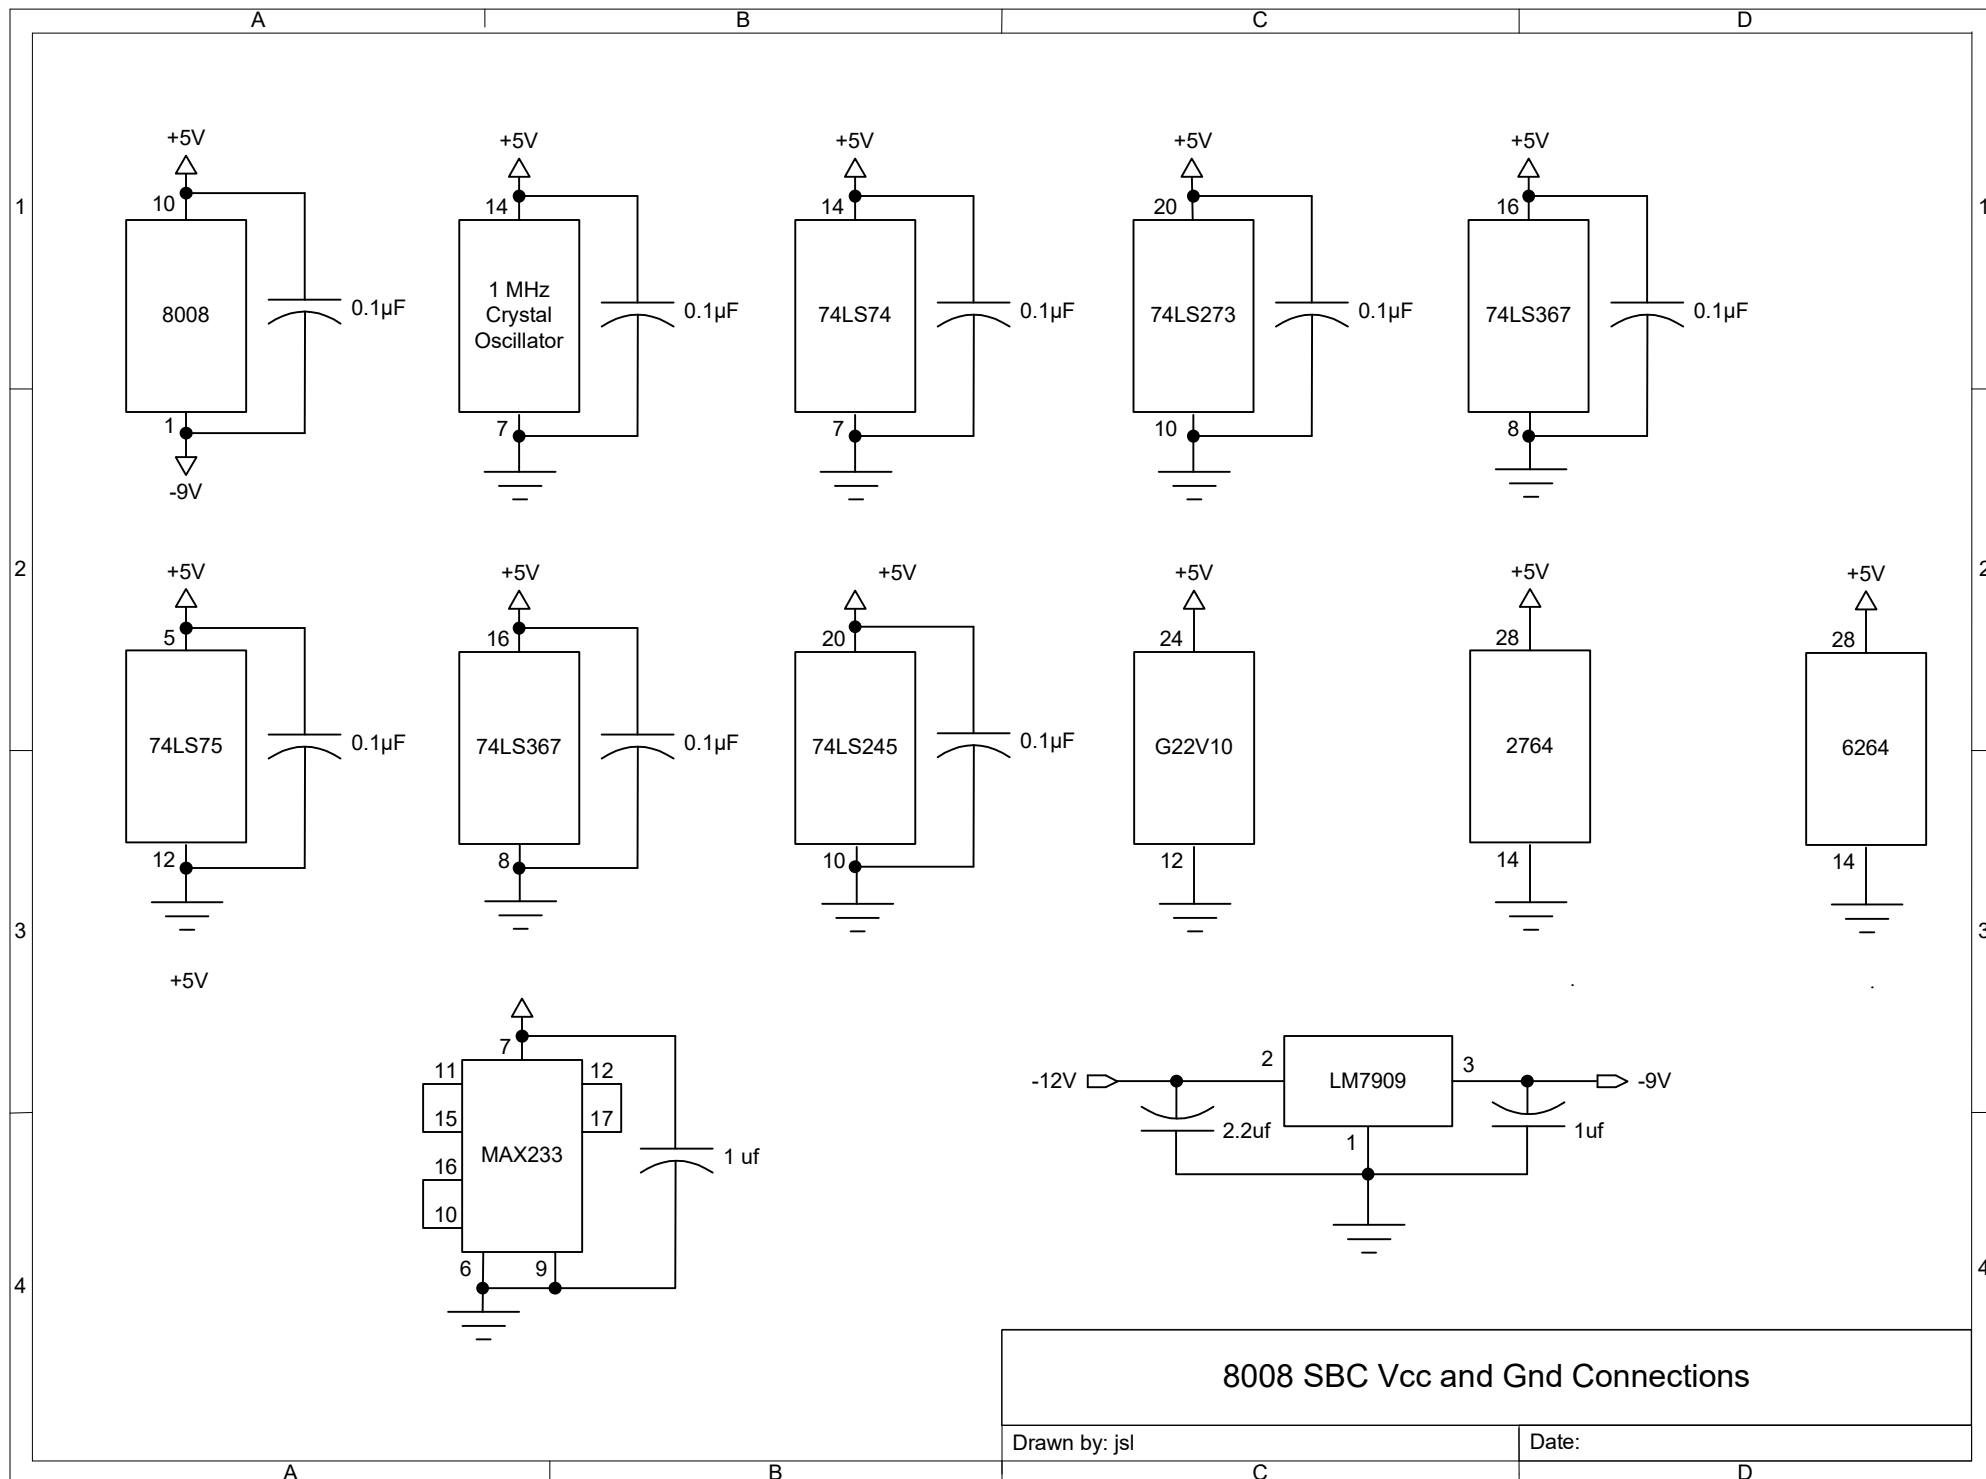 A B C D
+5V +5V +5V +5V +5V
1 10 14 14 20 16 1
8008 0.1µF
1 MHz
Crystal
Oscillator
0.1µF
74LS74 0.1µF
74LS273 0.1µF
74LS367 0.1µF
1 7 7 10 8
-9V
2 2
+5V +5V +5V +5V +5V +5V
5 16 20 24 28 28
74LS75 0.1µF 74LS367 0.1µF 74LS245 0.1µF G22V10 2764 6264
12 8 10 12 14 14
3 3
+5V
7
11 12
15 17
MAX233 1 uf
16
10
6 9
2 3
-12V LM7909 -9V
2.2uf 1 1uf
4 4
8008 SBC Vcc and Gnd Connections
Drawn by: jsl Date:
A B C D